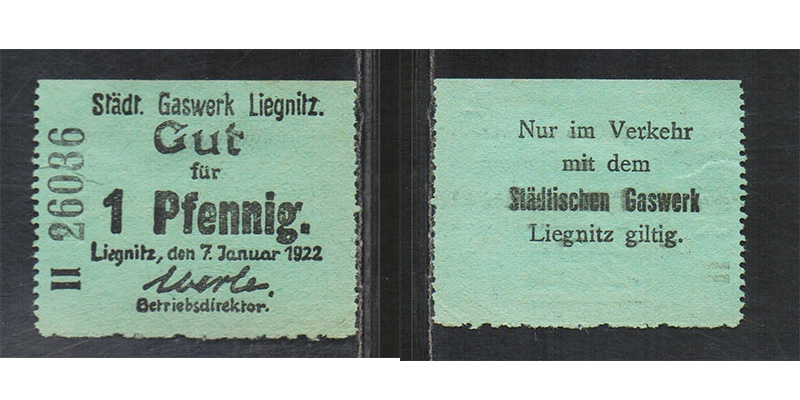 Städt. Gaswerk Liegnitz.
Gut
für
1 Pfennig.
Liegnitz, den 7. Januar 1922
Werle.
Betriebsdirektor.
II 26036
Nur im Verkehr
mit dem
Städtischen Gaswerk
Liegnitz giltig.